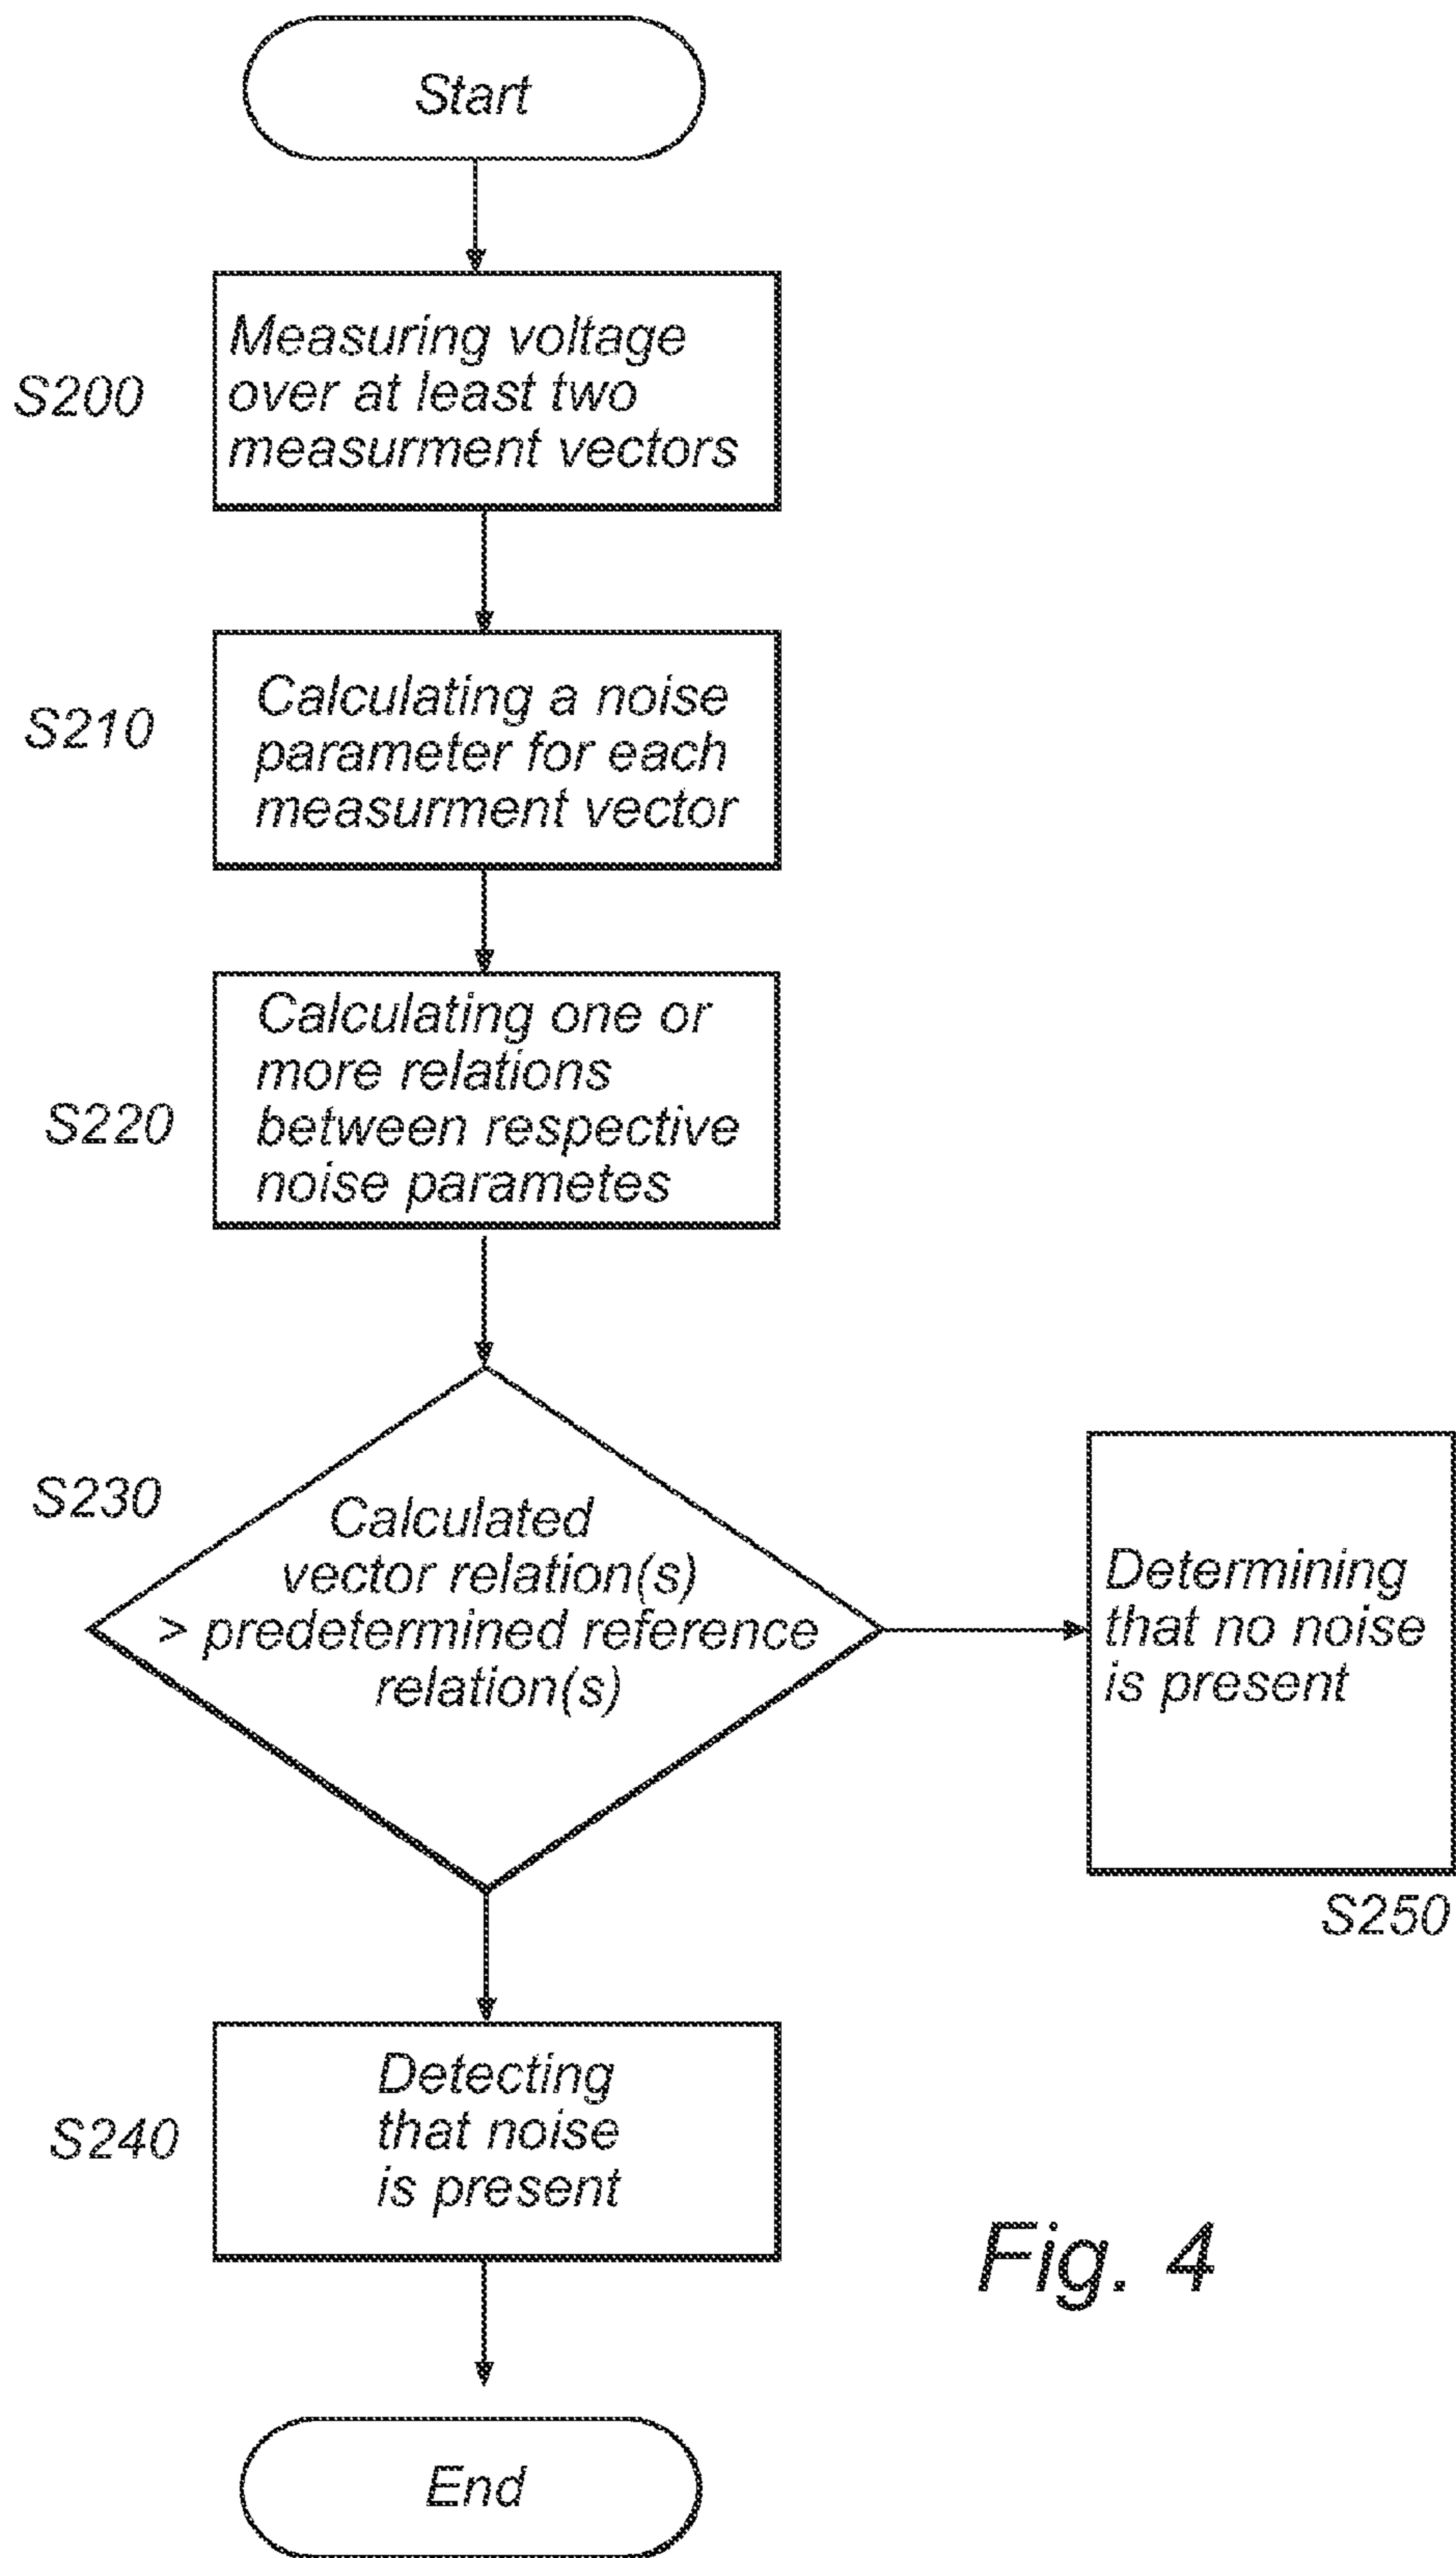 Start
S200
Measuring voltage
over at least two
measurment vectors
S210
Calculating a noise
parameter for each
measurment vector
S220
Calculating one or
more relations
between respective
noise parametes
S230
Calculated
vector relation(s)
> predetermined reference
relation(s)
Determining
that no noise
is present
S250
S240
Detecting
that noise
is present
Fig. 4
End